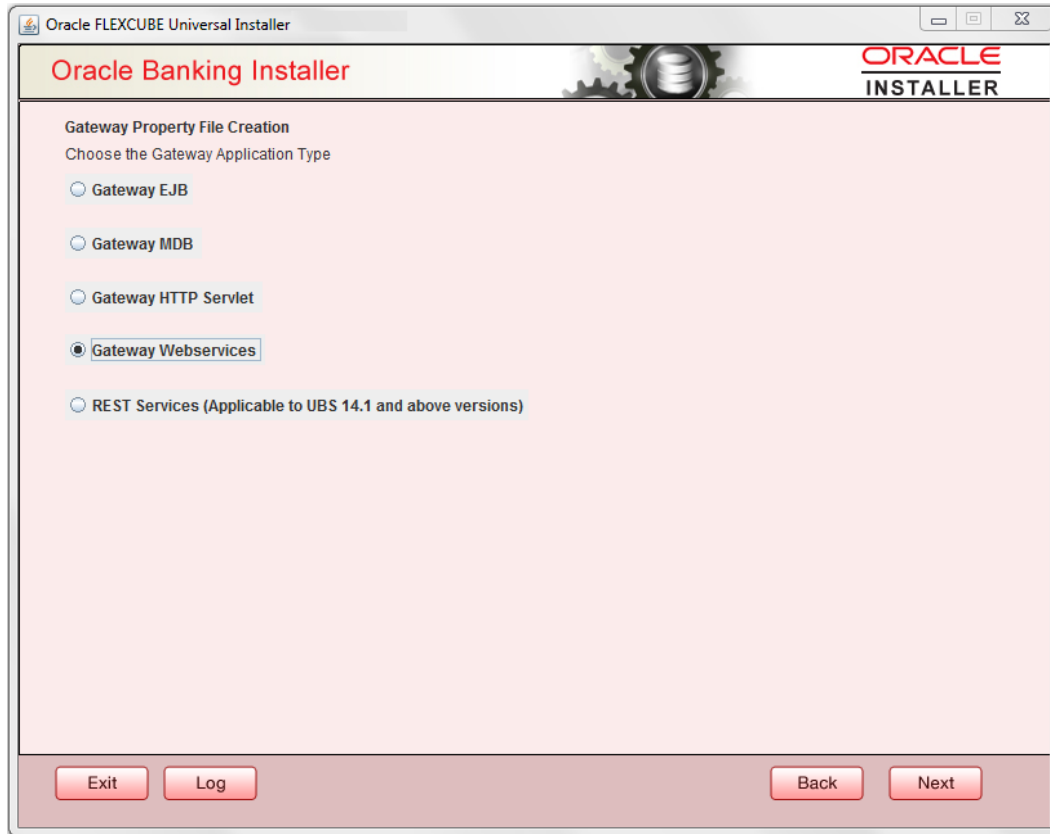 Oracle FLEXCUBE Universal Installer
Oracle Banking Installer
ORACLE
INSTALLER
Gateway Property File Creation
Choose the Gateway Application Type
Gateway EJB
Gateway MDB
Gateway HTTP Servlet
Gateway Webservices
REST Services (Applicable to UBS 14.1 and above versions)
Exit Log Back Next